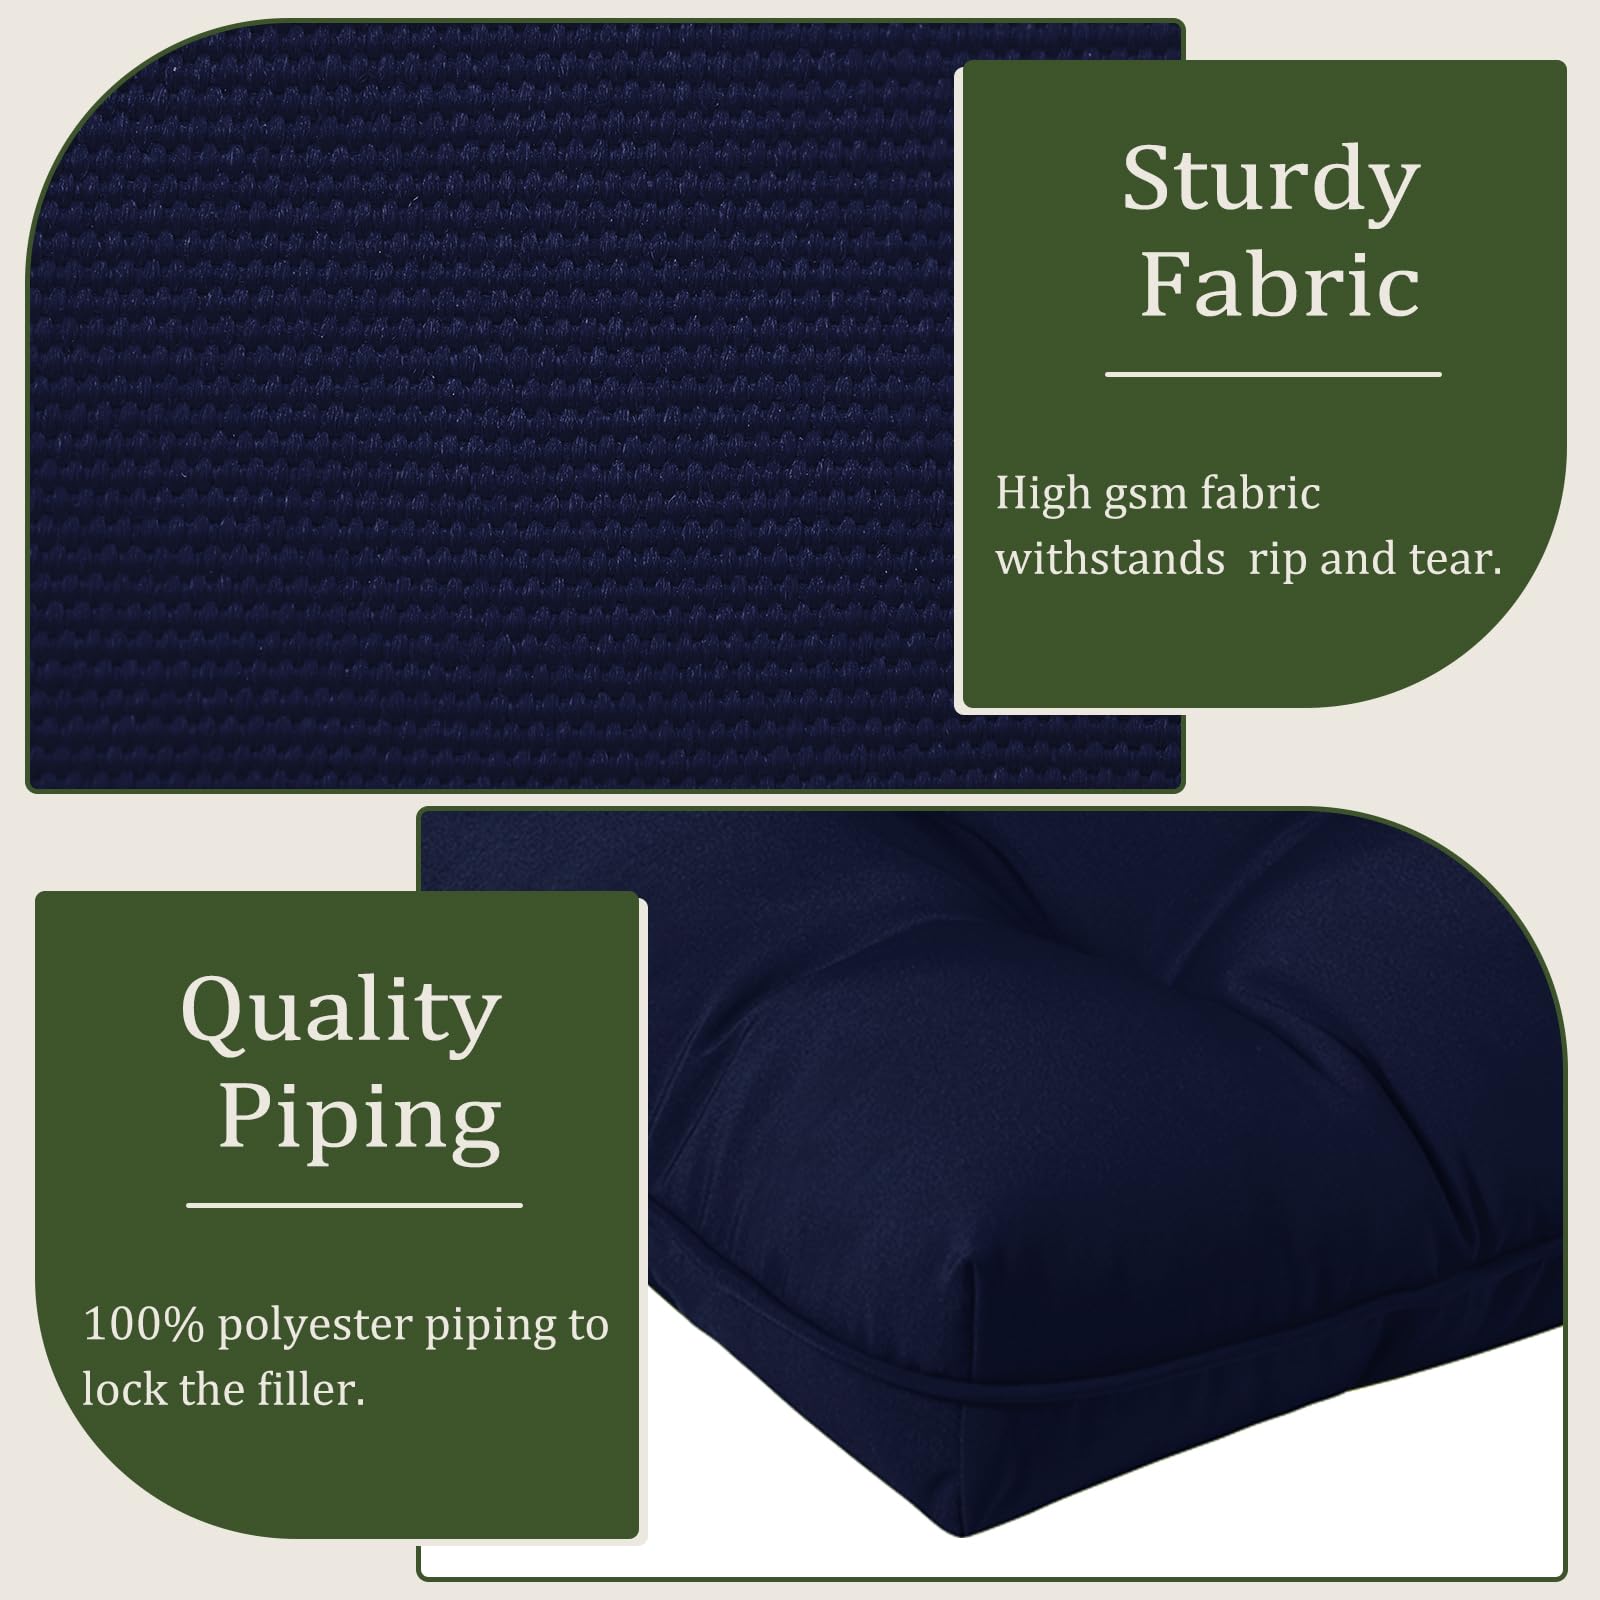 Sturdy
Fabric
High gsm fabric
withstands  rip and tear.
Quality
Piping
100% polyester piping to
lock the filler.